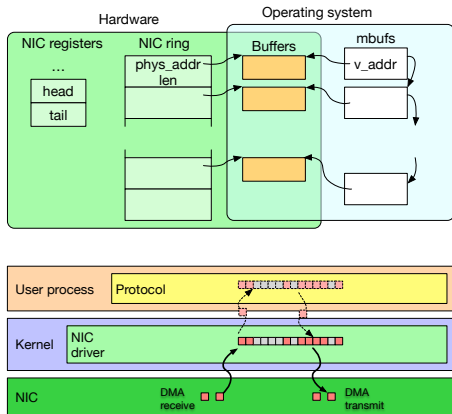 Hardware
Operating system
NIC registers
NIC ring
Buffers
mbufs
...
phys_addr
len
v_addr
head
tail
User process
Protocol
Kernel
NIC
driver
NIC
DMA
receive
DMA
transmit